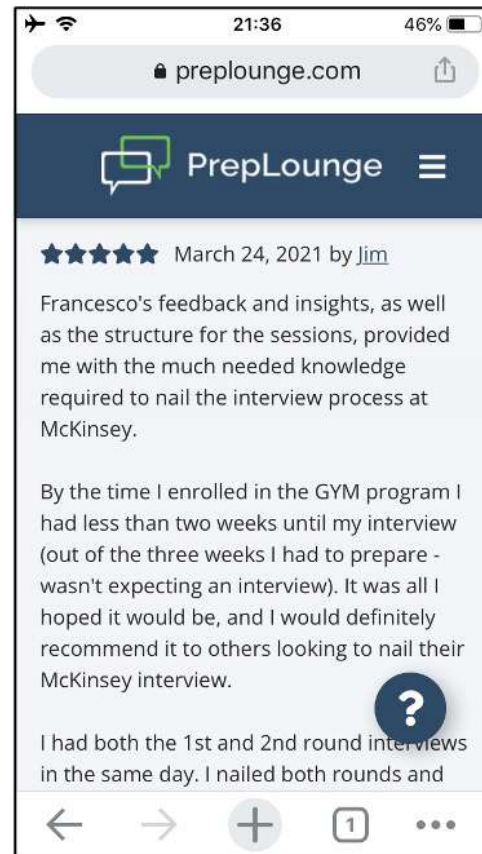 21:36
46%
preplounge.com
PrepLounge
March 24, 2021 by Jim
Francesco's feedback and insights, as well
as the structure for the sessions, provided
me with the much needed knowledge
required to nail the interview process at
McKinsey.
By the time I enrolled in the GYM program I
had less than two weeks until my interview
(out of the three weeks I had to prepare -
wasn't expecting an interview). It was all I
hoped it would be, and I would definitely
recommend it to others looking to nail their
McKinsey interview.
?
I had both the 1st and 2nd round interviews
in the same day. I nailed both rounds and
1